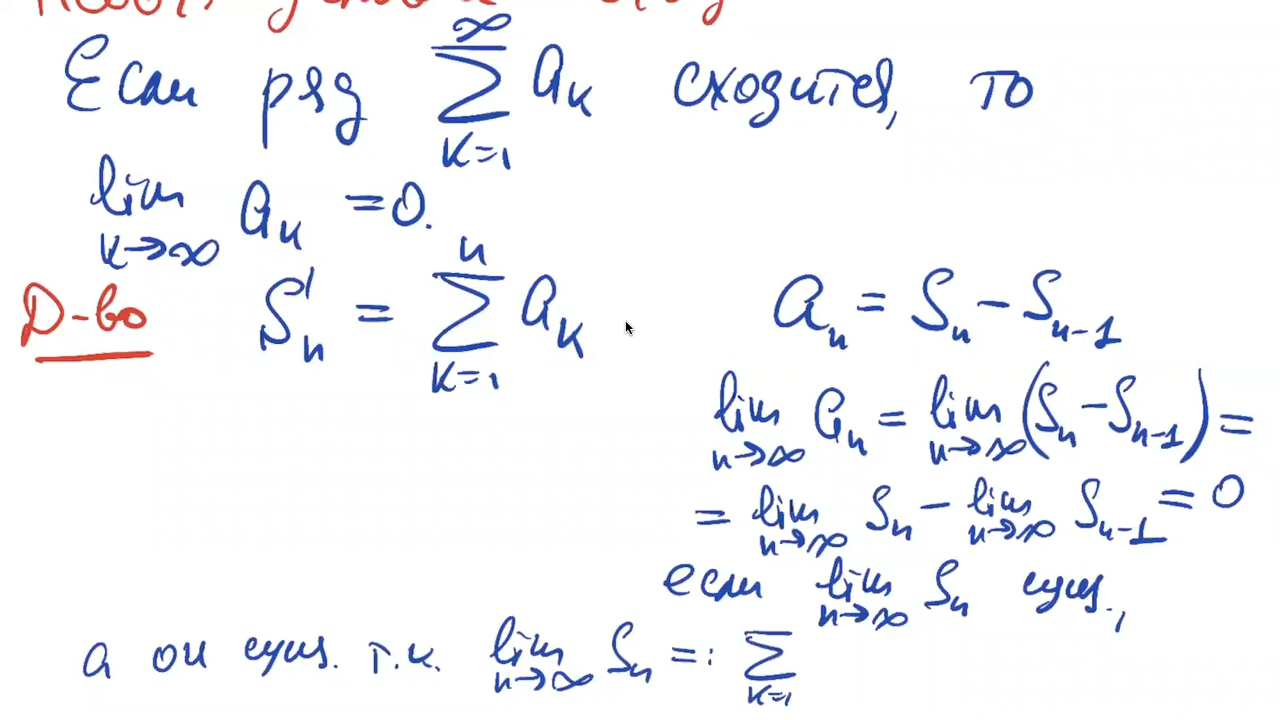 Если ряд ∑_{k=1}^{∞} a_k сходится, то
lim_{k→∞} a_k = 0.
Д-во S_n = ∑_{k=1}^{n} a_k
a_n = S_n - S_{n-1}
lim_{n→∞} a_n = lim_{n→∞} (S_n - S_{n-1}) =
= lim_{n→∞} S_n - lim_{n→∞} S_{n-1} = 0
если lim_{n→∞} S_n сущ.,
а он сущ. т.к. lim_{n→∞} S_n =: ∑_{k=1}